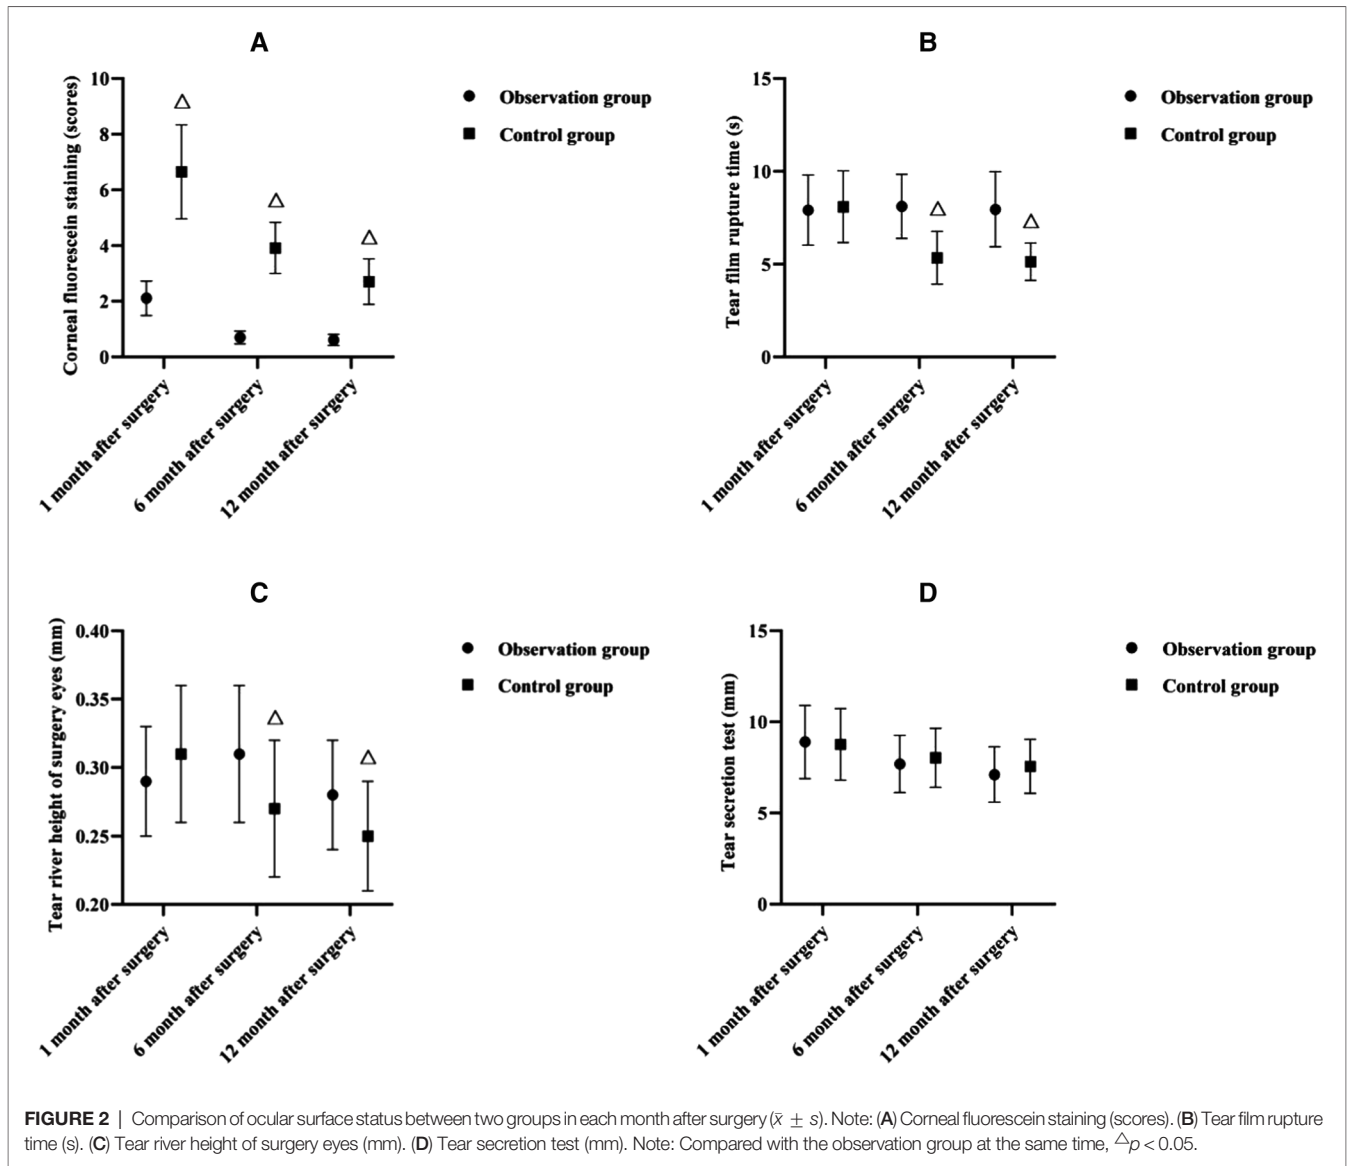 A
Corneal fluorescein staining (scores)
10
8
6
4
2
0
△
△
△
Observation group
Control group
1 month after surgery
6 month after surgery
12 month after surgery
B
Tear film rupture time (s)
15
10
5
0
△
△
Observation group
Control group
1 month after surgery
6 month after surgery
12 month after surgery
C
Tear river height of surgery eyes (mm)
0.40
0.35
0.30
0.25
0.20
△
△
Observation group
Control group
1 month after surgery
6 month after surgery
12 month after surgery
D
Tear secretion test (mm)
15
10
5
0
Observation group
Control group
1 month after surgery
6 month after surgery
12 month after surgery
FIGURE 2 | Comparison of ocular surface status between two groups in each month after surgery (x̄ ± s). Note: (A) Corneal fluorescein staining (scores). (B) Tear film rupture
time (s). (C) Tear river height of surgery eyes (mm). (D) Tear secretion test (mm). Note: Compared with the observation group at the same time, △p < 0.05.